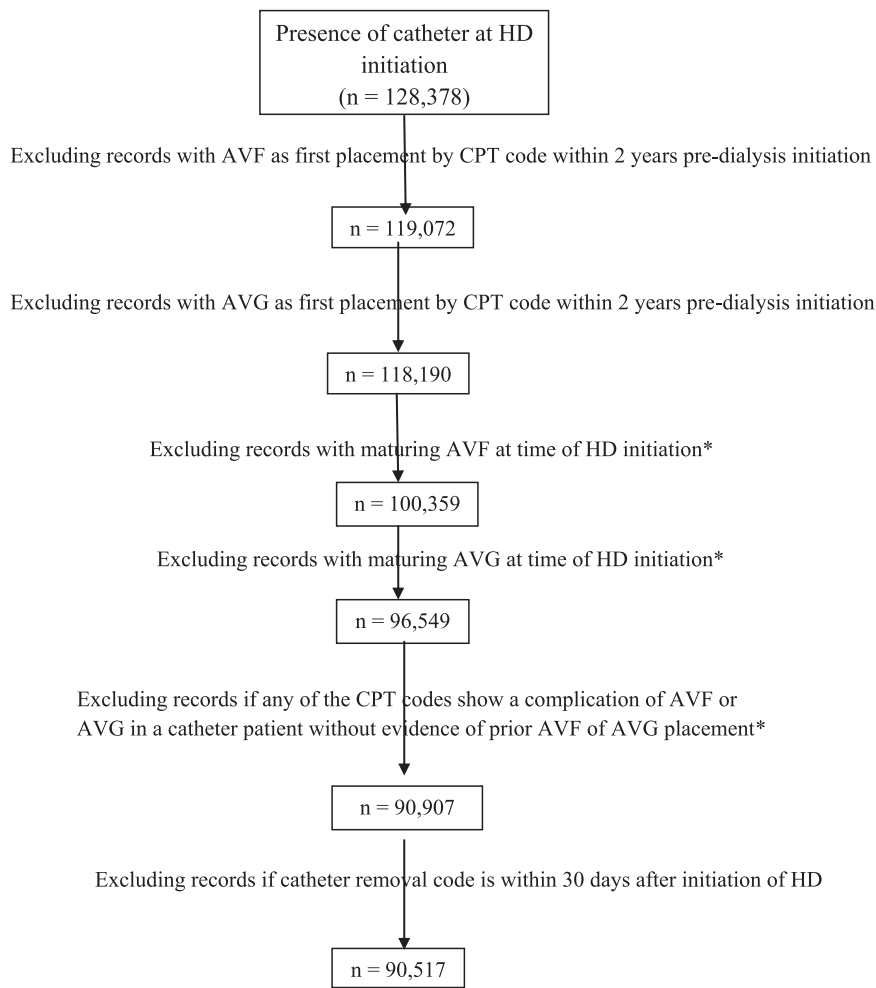 Presence of catheter at HD
initiation
(n = 128,378)
Excluding records with AVF as first placement by CPT code within 2 years pre-dialysis initiation
n = 119,072
Excluding records with AVG as first placement by CPT code within 2 years pre-dialysis initiation
n = 118,190
Excluding records with maturing AVF at time of HD initiation*
n = 100,359
Excluding records with maturing AVG at time of HD initiation*
n = 96,549
Excluding records if any of the CPT codes show a complication of AVF or
AVG in a catheter patient without evidence of prior AVF of AVG placement*
n = 90,907
Excluding records if catheter removal code is within 30 days after initiation of HD
n = 90,517